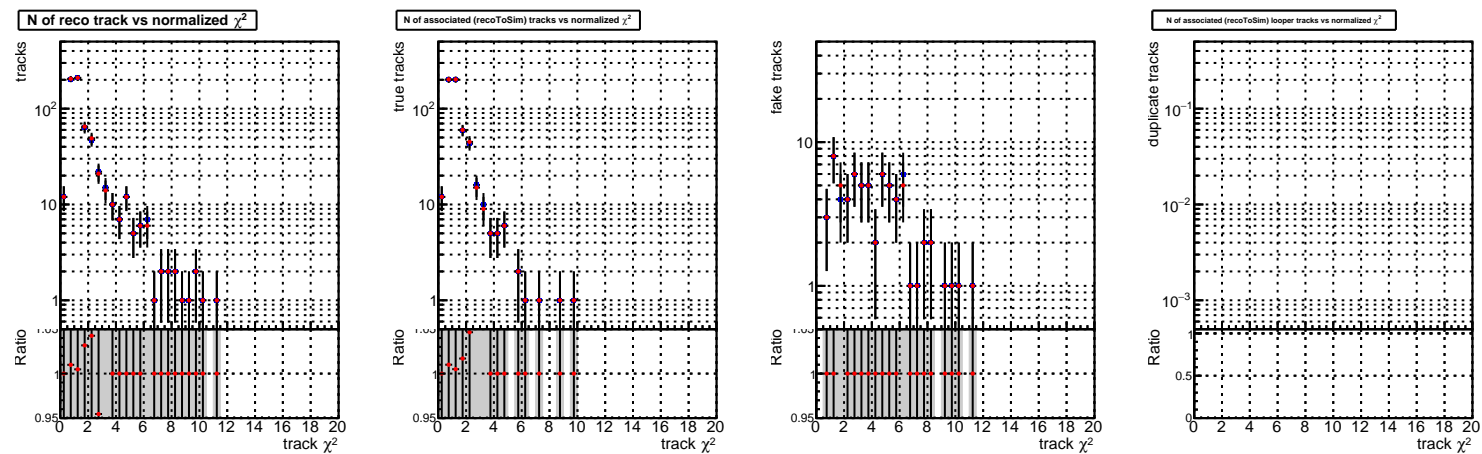 N of reco track vs normalized χ²
tracks
10²
10
1
Ratio
1.05
1
0.95
0 2 4 6 8 10 12 14 16 18 20
track χ²
N of associated (recoToSim) tracks vs normalized χ²
true tracks
10²
10
1
Ratio
1.05
1
0.95
0 2 4 6 8 10 12 14 16 18 20
track χ²
fake tracks
10
1
Ratio
1.05
1
0.95
0 2 4 6 8 10 12 14 16 18 20
track χ²
N of associated (recoToSim) looper tracks vs normalized χ²
duplicate tracks
10⁻¹
10⁻²
10⁻³
Ratio
1
0.5
0
0 2 4 6 8 10 12 14 16 18 20
track χ²